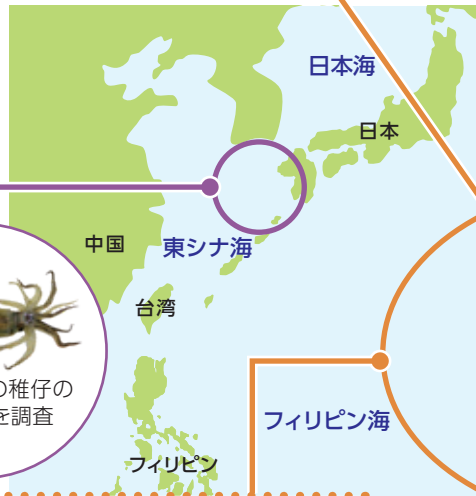 日本海
日本
中国
東シナ海
台湾
の稚仔の
を調査
フィリピン海
フィリピン